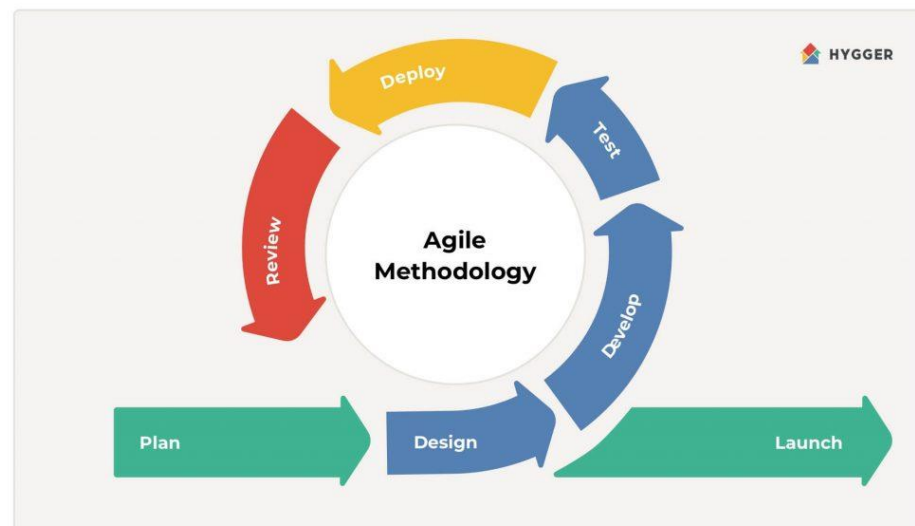 HYGGER
Deploy
Test
Review
Agile
Methodology
Develop
Plan
Design
Launch